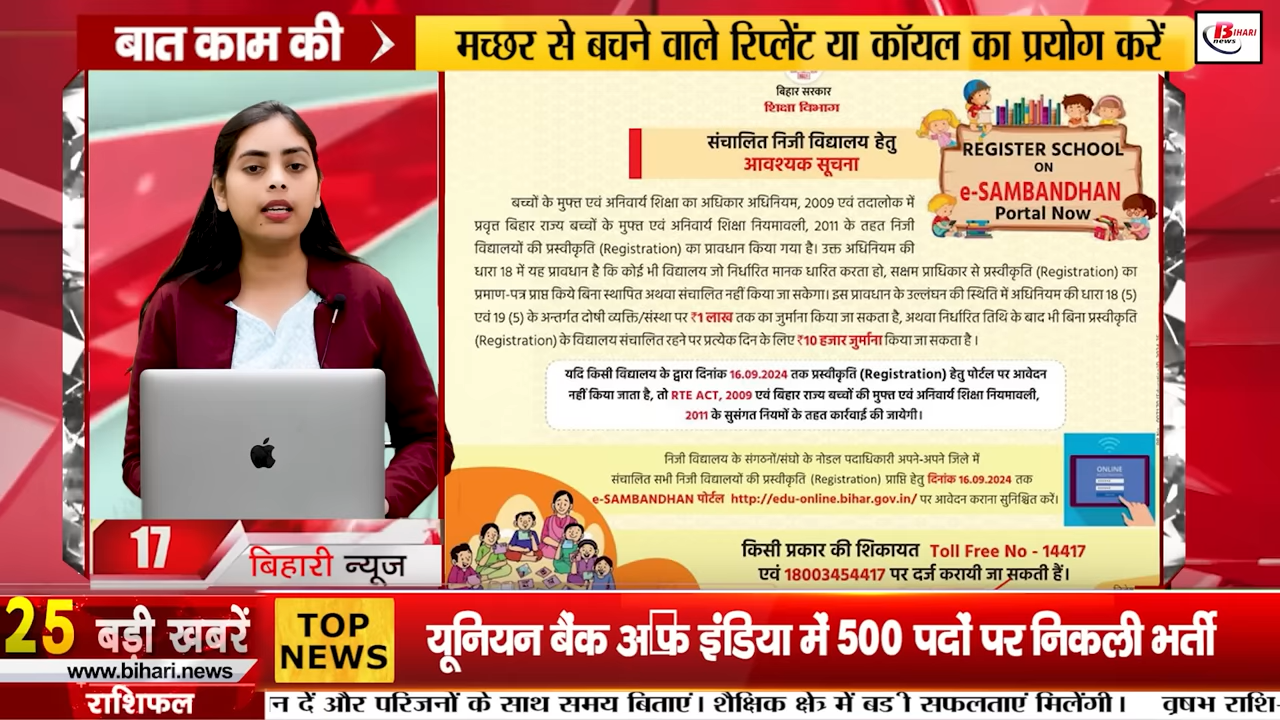 बात काम की
मच्छर से बचने वाले रिप्लेंट या कॉयल का प्रयोग करें
BIHARI
news
बिहार सरकार
शिक्षा विभाग
संचालित निजी विद्यालय हेतु
आवश्यक सूचना
REGISTER SCHOOL
ON
e-SAMBANDHAN
Portal Now
बच्चों के मुफ्त एवं अनिवार्य शिक्षा का अधिकार अधिनियम, 2009 एवं तदालोक में
प्रवृत्त बिहार राज्य बच्चों के मुफ्त एवं अनिवार्य शिक्षा नियमावली, 2011 के तहत निजी
विद्यालयों की प्रस्वीकृति (Registration) का प्रावधान किया गया है। उक्त अधिनियम की
धारा 18 में यह प्रावधान है कि कोई भी विद्यालय जो निर्धारित मानक धारित करता हो, सक्षम प्राधिकार से प्रस्वीकृति (Registration) का
प्रमाण-पत्र प्राप्त किये बिना स्थापित अथवा संचालित नहीं किया जा सकेगा। इस प्रावधान के उल्लंघन की स्थिति में अधिनियम की धारा 18 (5)
एवं 19 (5) के अन्तर्गत दोषी व्यक्ति/संस्था पर ₹1 लाख तक का जुर्माना किया जा सकता है, अथवा निर्धारित तिथि के बाद भी बिना प्रस्वीकृति
(Registration) के विद्यालय संचालित रहने पर प्रत्येक दिन के लिए ₹10 हजार जुर्माना किया जा सकता है ।
यदि किसी विद्यालय के द्वारा दिनांक 16.09.2024 तक प्रस्वीकृति (Registration) हेतु पोर्टल पर आवेदन
नहीं किया जाता है, तो RTE ACT, 2009 एवं बिहार राज्य बच्चों की मुफ्त एवं अनिवार्य शिक्षा नियमावली,
2011 के सुसंगत नियमों के तहत कार्रवाई की जायेगी।
निजी विद्यालय के संगठनों/संघो के नोडल पदाधिकारी अपने-अपने जिले में
संचालित सभी निजी विद्यालयों की प्रस्वीकृति (Registration) प्राप्ति हेतु दिनांक 16.09.2024 तक
e-SAMBANDHAN पोर्टल http://edu-online.bihar.gov.in/ पर आवेदन कराना सुनिश्चित करें।
ONLINE
किसी प्रकार की शिकायत Toll Free No - 14417
एवं 18003454417 पर दर्ज करायी जा सकती हैं।
17
बिहारी न्यूज
25 बड़ी खबरें
www.bihari.news
TOP
NEWS
यूनियन बैंक अफ इंडिया में 500 पदों पर निकली भर्ती
राशिफल
न दें और परिजनों के साथ समय बिताएं। शैक्षिक क्षेत्र में बड़ी सफलताएं मिलेंगी। वृषभ राशि-